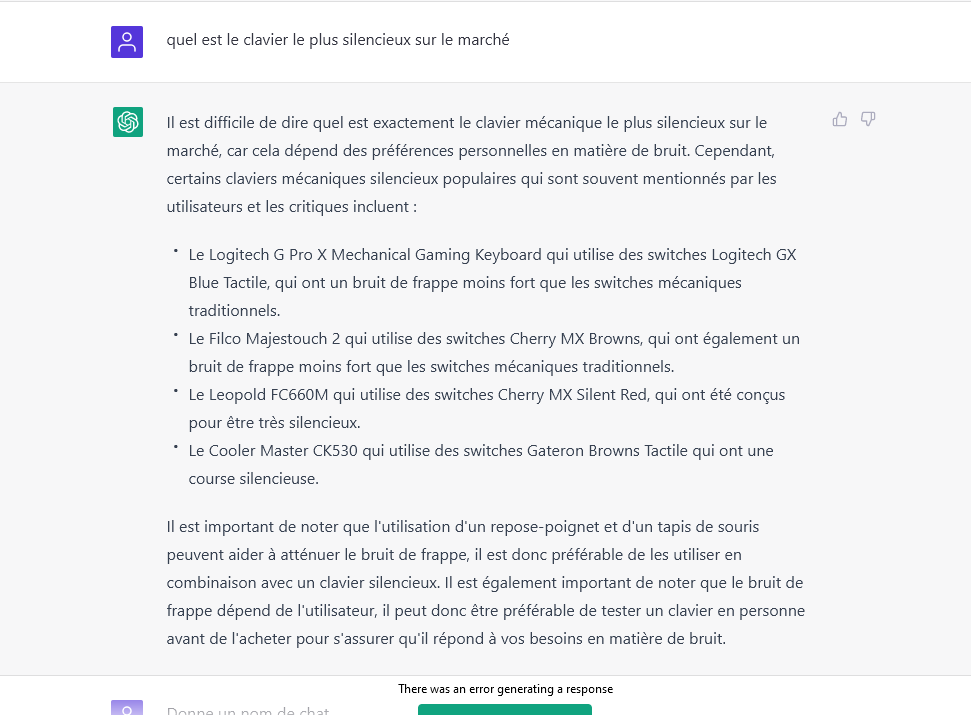 quel est le clavier le plus silencieux sur le marché
Il est difficile de dire quel est exactement le clavier mécanique le plus silencieux sur le
marché, car cela dépend des préférences personnelles en matière de bruit. Cependant,
certains claviers mécaniques silencieux populaires qui sont souvent mentionnés par les
utilisateurs et les critiques incluent :
• Le Logitech G Pro X Mechanical Gaming Keyboard qui utilise des switches Logitech GX
Blue Tactile, qui ont un bruit de frappe moins fort que les switches mécaniques
traditionnels.
• Le Filco Majestouch 2 qui utilise des switches Cherry MX Browns, qui ont également un
bruit de frappe moins fort que les switches mécaniques traditionnels.
• Le Leopold FC660M qui utilise des switches Cherry MX Silent Red, qui ont été conçus
pour être très silencieux.
• Le Cooler Master CK530 qui utilise des switches Gateron Browns Tactile qui ont une
course silencieuse.
Il est important de noter que l'utilisation d'un repose-poignet et d'un tapis de souris
peuvent aider à atténuer le bruit de frappe, il est donc préférable de les utiliser en
combinaison avec un clavier silencieux. Il est également important de noter que le bruit de
frappe dépend de l'utilisateur, il peut donc être préférable de tester un clavier en personne
avant de l'acheter pour s'assurer qu'il répond à vos besoins en matière de bruit.
There was an error generating a response
Donne un nom de chat